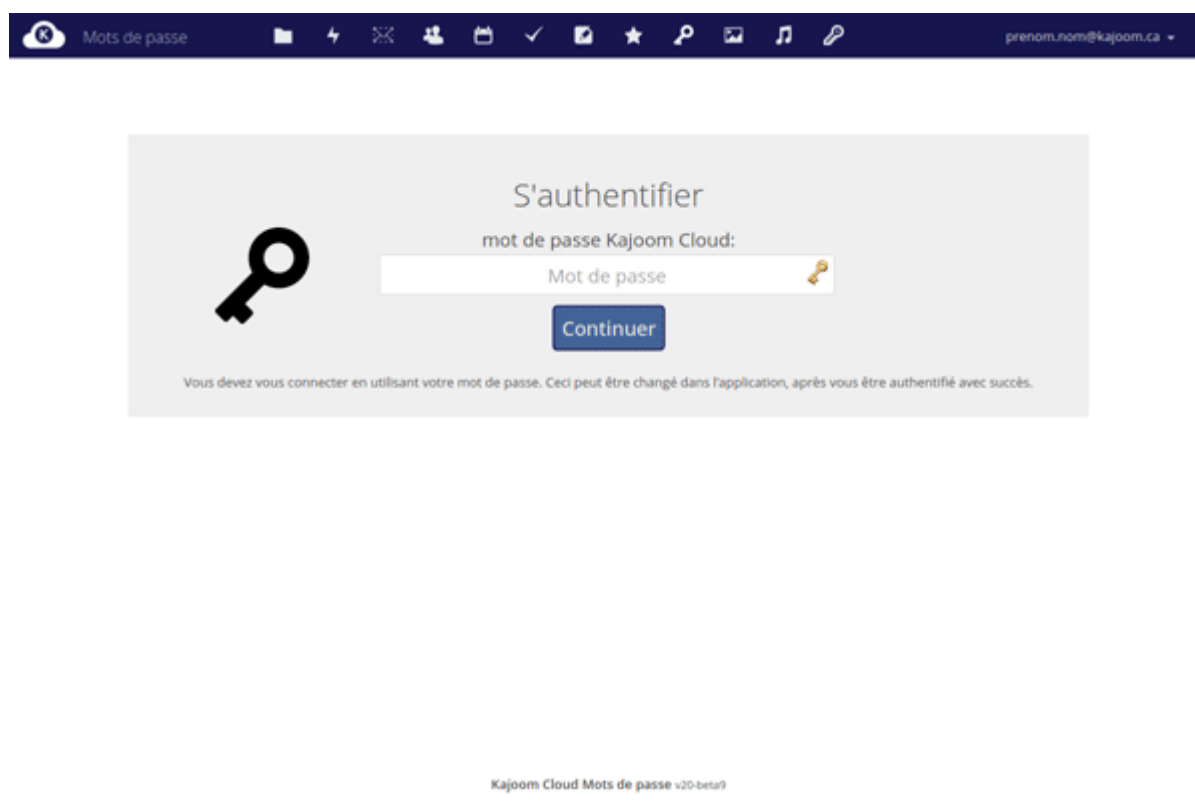 K
Mots de passe
prenom.nom@kajoom.ca
S'authentifier
mot de passe Kajoom Cloud:
Mot de passe
Continuer
Vous devez vous connecter en utilisant votre mot de passe. Ceci peut être changé dans l'application, après vous être authentifié avec succès.
Kajoom Cloud Mots de passe v20-beta9